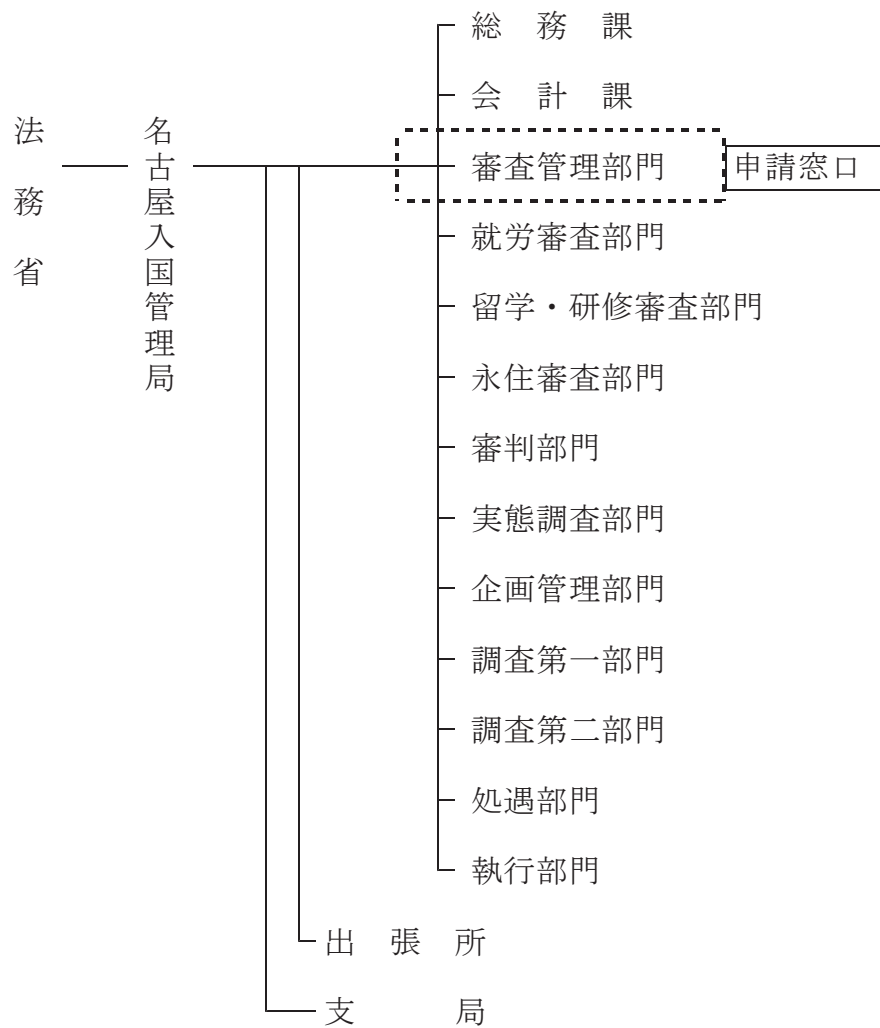 法務省
名古屋入国管理局
総務課
会計課
審査管理部門
申請窓口
就労審査部門
留学・研修審査部門
永住審査部門
審判部門
実態調査部門
企画管理部門
調査第一部門
調査第二部門
処遇部門
執行部門
出張所
支局